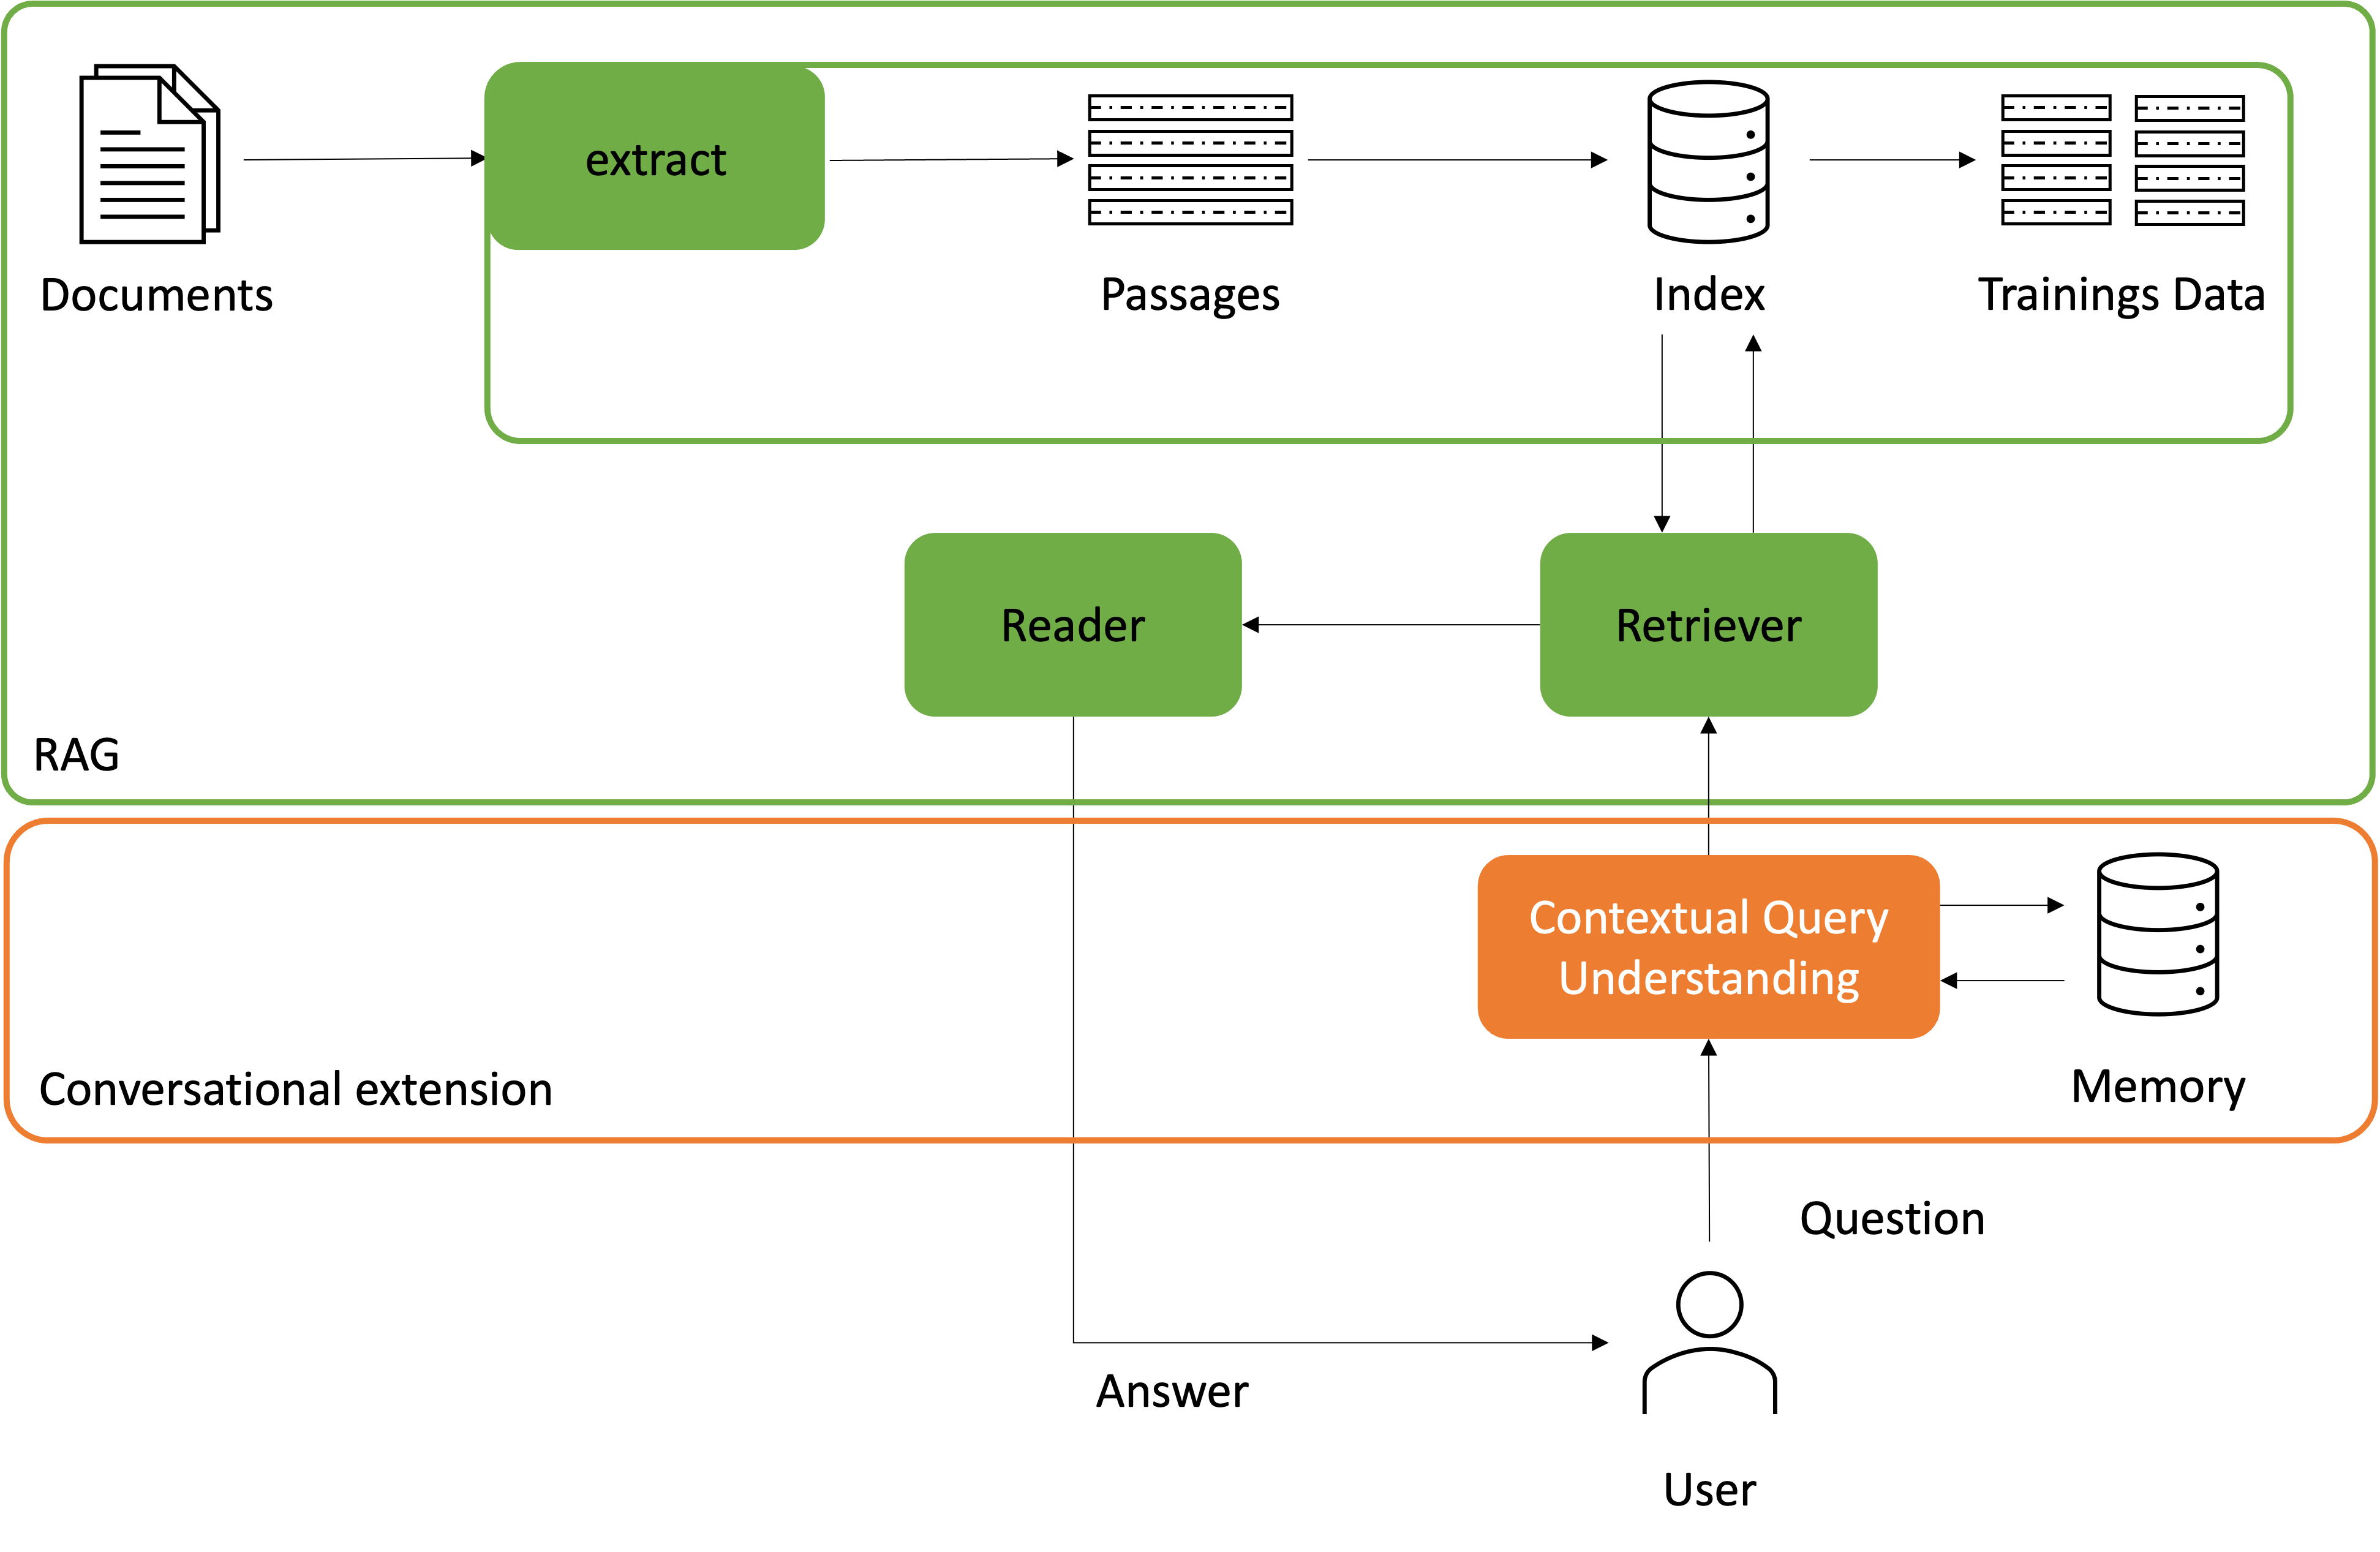 extract
Documents
Passages
Index
Trainings Data
Reader
Retriever
RAG
Contextual Query
Understanding
Conversational extension
Memory
Question
Answer
User